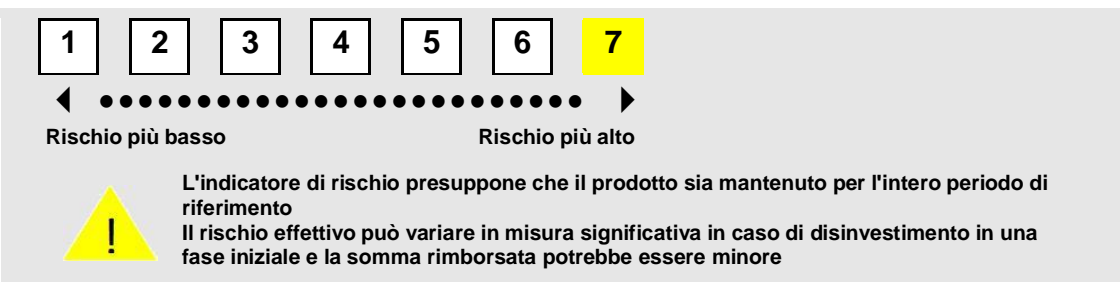 1 2 3 4 5 6 7
Rischio più basso Rischio più alto
L'indicatore di rischio presuppone che il prodotto sia mantenuto per l'intero periodo di
riferimento
Il rischio effettivo può variare in misura significativa in caso di disinvestimento in una
fase iniziale e la somma rimborsata potrebbe essere minore
!